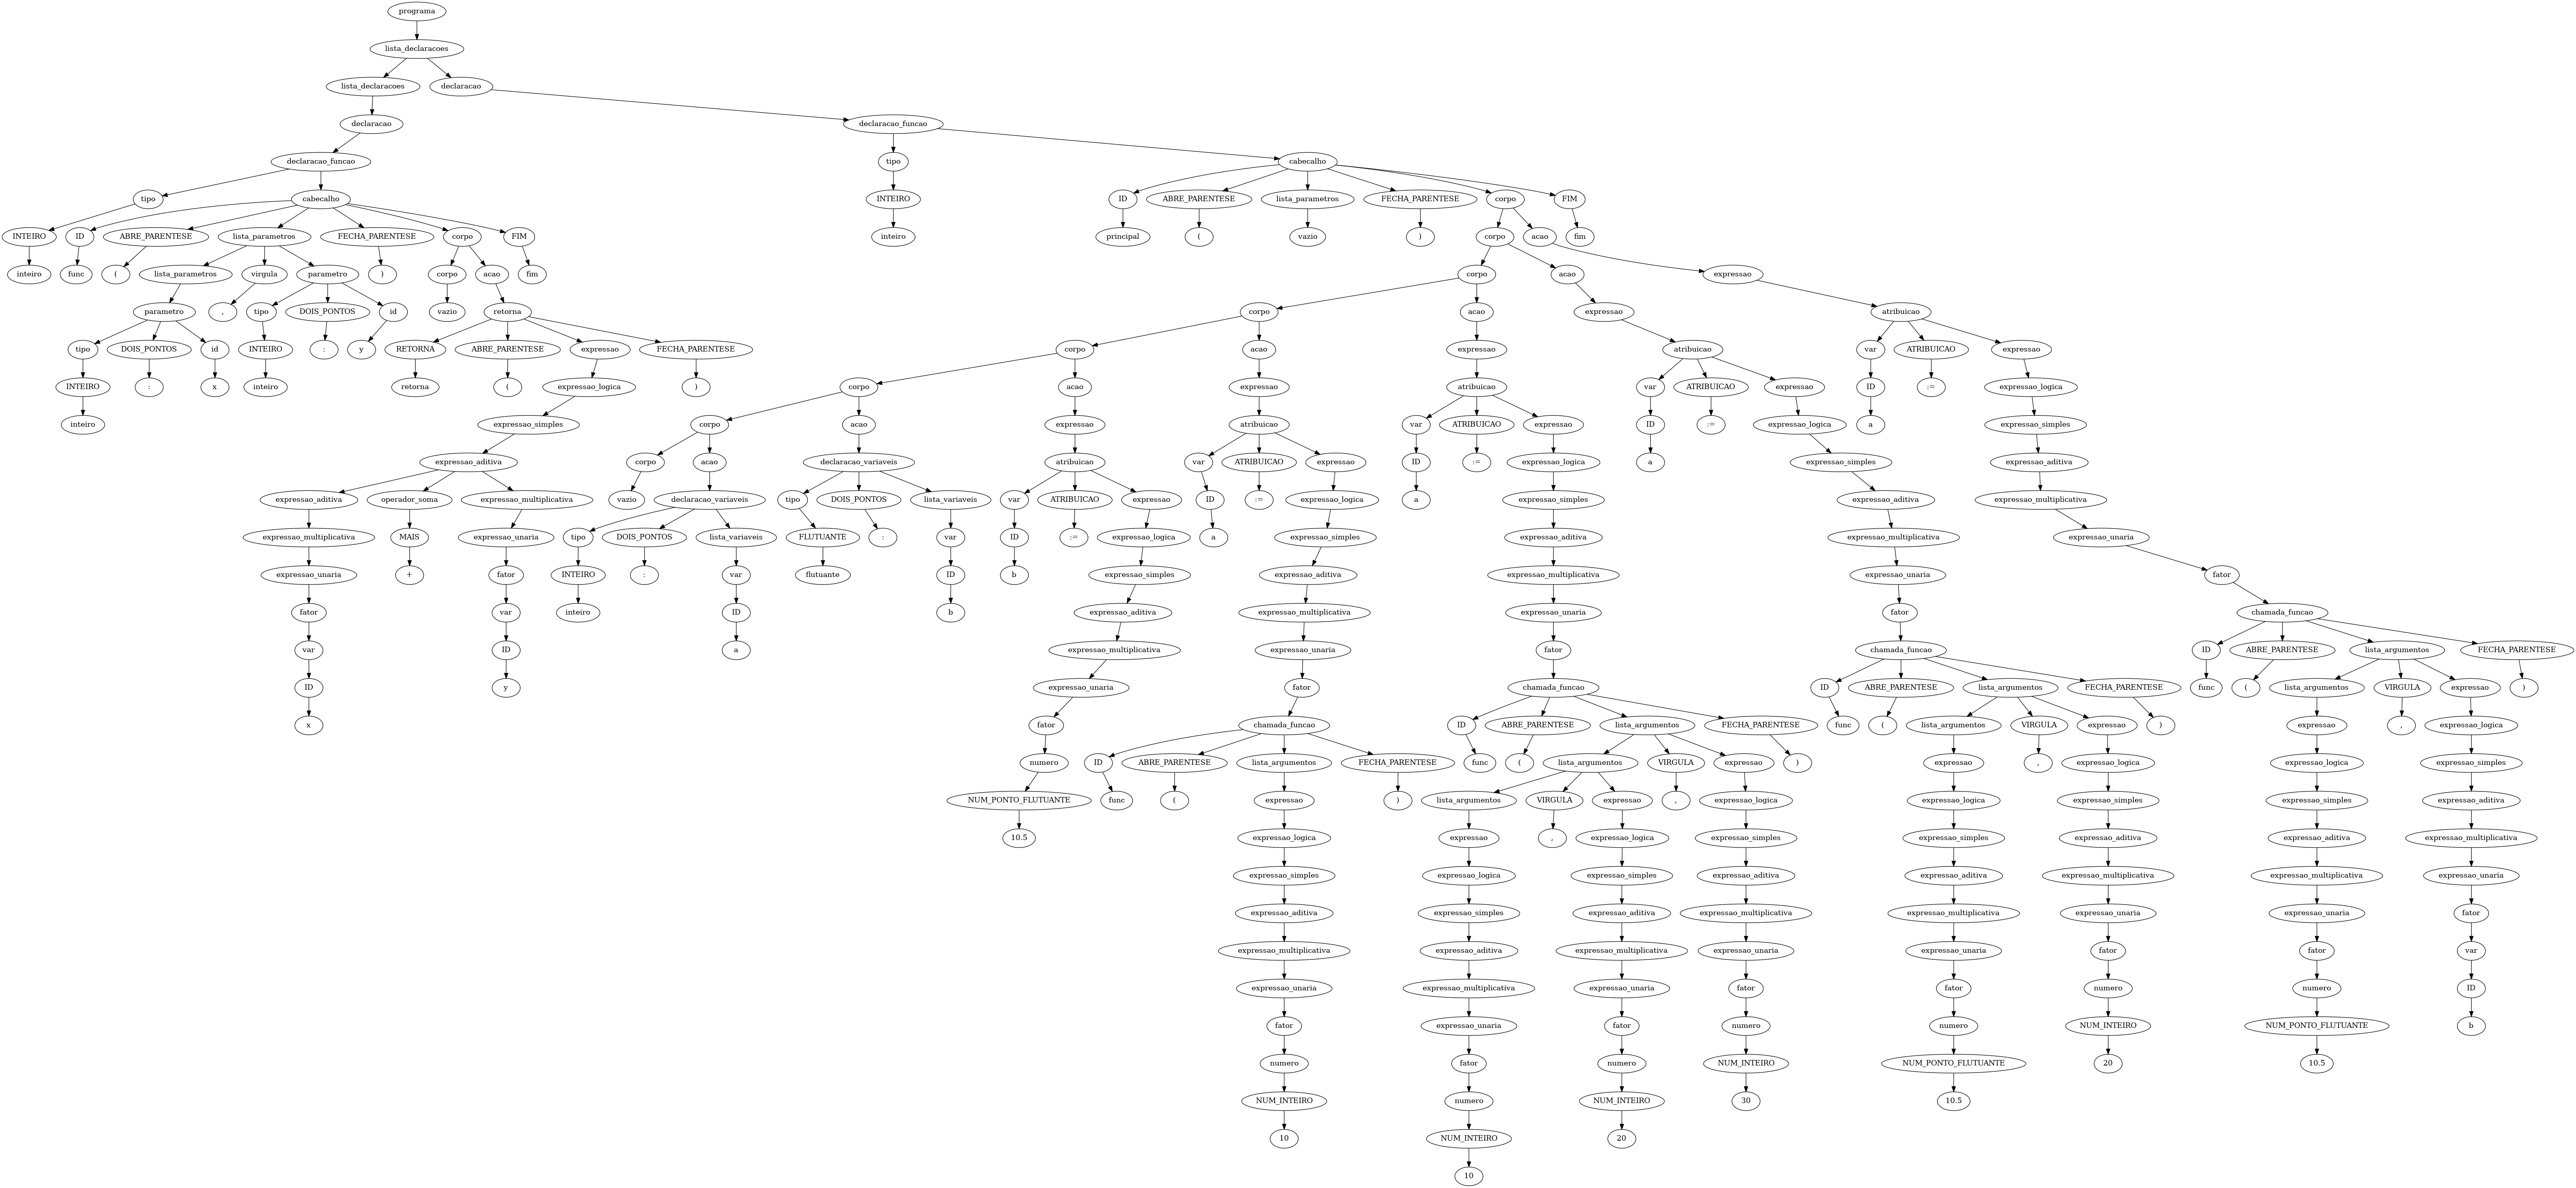 programa
lista_declaracoes
lista_declaracoes declaracao
declaracao declaracao_funcao
declaracao_funcao tipo cabecalho
tipo cabecalho INTEIRO ID ABRE_PARENTESE lista_parametros FECHA_PARENTESE corpo FIM
INTEIRO ID ABRE_PARENTESE lista_parametros FECHA_PARENTESE corpo FIM inteiro principal ( vazio ) corpo acao fim
inteiro func ( lista_parametros virgula parametro ) corpo acao fim corpo acao expressao
parametro , tipo DOIS_PONTOS id vazio retorna corpo acao expressao atribuicao
tipo DOIS_PONTOS id INTEIRO : y RETORNA ABRE_PARENTESE expressao FECHA_PARENTESE corpo acao expressao atribuicao var ATRIBUICAO expressao
INTEIRO : x inteiro retorna ( expressao_logica ) corpo acao expressao atribuicao var ATRIBUICAO expressao ID := expressao_logica
inteiro expressao_simples corpo acao expressao atribuicao var ATRIBUICAO expressao ID := expressao_logica a expressao_simples
expressao_aditiva corpo acao declaracao_variaveis atribuicao var ATRIBUICAO expressao ID := expressao_logica a expressao_simples expressao_aditiva
expressao_aditiva operador_soma expressao_multiplicativa vazio declaracao_variaveis tipo DOIS_PONTOS lista_variaveis var ATRIBUICAO expressao ID := expressao_logica a expressao_simples expressao_aditiva expressao_multiplicativa
expressao_multiplicativa MAIS expressao_unaria tipo DOIS_PONTOS lista_variaveis FLUTUANTE : var ID := expressao_logica a expressao_simples expressao_aditiva expressao_multiplicativa expressao_unaria
expressao_unaria + fator INTEIRO : var flutuante ID b expressao_simples expressao_aditiva expressao_multiplicativa expressao_unaria fator
fator var inteiro ID b expressao_aditiva expressao_multiplicativa expressao_unaria fator chamada_funcao
var ID a expressao_multiplicativa expressao_unaria fator chamada_funcao ID ABRE_PARENTESE lista_argumentos FECHA_PARENTESE
ID y expressao_unaria fator chamada_funcao ID ABRE_PARENTESE lista_argumentos FECHA_PARENTESE func ( lista_argumentos VIRGULA expressao )
x fator chamada_funcao ID ABRE_PARENTESE lista_argumentos FECHA_PARENTESE func ( lista_argumentos VIRGULA expressao ) expressao , expressao_logica
numero ID ABRE_PARENTESE lista_argumentos FECHA_PARENTESE func ( lista_argumentos VIRGULA expressao ) expressao , expressao_logica expressao_logica expressao_simples
NUM_PONTO_FLUTUANTE func ( expressao ) lista_argumentos VIRGULA expressao , expressao_logica expressao_logica expressao_simples expressao_simples expressao_aditiva
10.5 expressao_logica expressao , expressao_logica expressao_simples expressao_simples expressao_aditiva expressao_aditiva expressao_multiplicativa
expressao_simples expressao_logica expressao_simples expressao_aditiva expressao_aditiva expressao_multiplicativa expressao_multiplicativa expressao_unaria
expressao_aditiva expressao_simples expressao_aditiva expressao_multiplicativa expressao_multiplicativa expressao_unaria expressao_unaria fator
expressao_multiplicativa expressao_aditiva expressao_multiplicativa expressao_unaria expressao_unaria fator fator var
expressao_unaria expressao_multiplicativa expressao_unaria fator fator numero numero ID
fator expressao_unaria fator numero numero NUM_INTEIRO NUM_PONTO_FLUTUANTE b
numero fator numero NUM_INTEIRO NUM_PONTO_FLUTUANTE 20 10.5
NUM_INTEIRO numero NUM_INTEIRO 30 10.5
10 NUM_INTEIRO 20
10